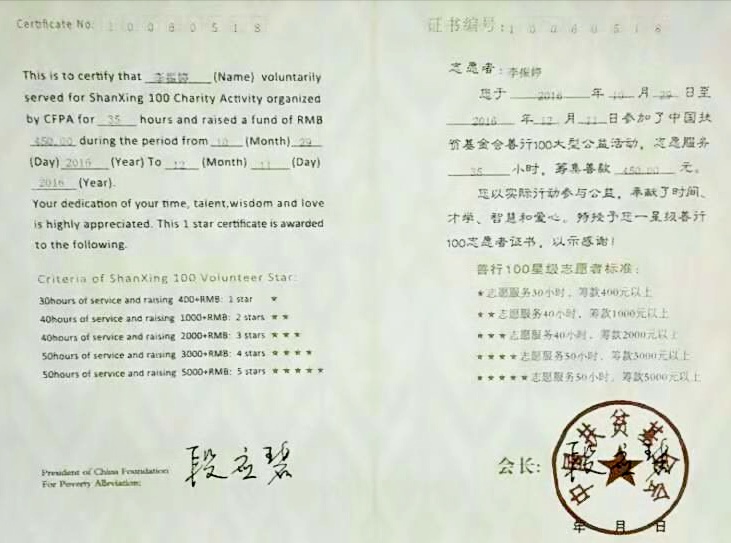 Certificate No: 10060518
This is to certify that 李振婷 (Name) voluntarily
served for ShanXing 100 Charity Activity organized
by CFPA for 35 hours and raised a fund of RMB
450.00 during the period from 10 (Month) 29
(Day) 2016 (Year) To 12 (Month) 11 (Day)
2016 (Year).
Your dedication of your time, talent,wisdom and love
is highly appreciated. This 1 star certificate is awarded
to the following.
Criteria of ShanXing 100 Volunteer Star:
30hours of service and raising 400+RMB: 1 star ★
40hours of service and raising 1000+RMB: 2 stars ★★
40hours of service and raising 2000+RMB: 3 stars ★★★
50hours of service and raising 3000+RMB: 4 stars ★★★★
50hours of service and raising 5000+RMB: 5 stars ★★★★★
President of China Foundation
For Poverty Alleviation:
段应碧
证书编号:10060518
志愿者:李振婷
您于 2016 年 10 月 29 日至
2016 年 12 月 11 日参加了中国扶
贫基金会善行100大型公益活动，志愿服务
35 小时，筹集善款 450.00 元。
您以实际行动参与公益，奉献了时间、
才学、智慧和爱心。特授予您一星级善行
100志愿者证书，以示感谢！
善行100星级志愿者标准:
★志愿服务30小时，筹款400元以上
★★志愿服务40小时，筹款1000元以上
★★★志愿服务40小时，筹款2000元以上
★★★★志愿服务50小时，筹款3000元以上
★★★★★志愿服务50小时，筹款5000元以上
会长:
段应碧
中国扶贫基金会
年 月 日